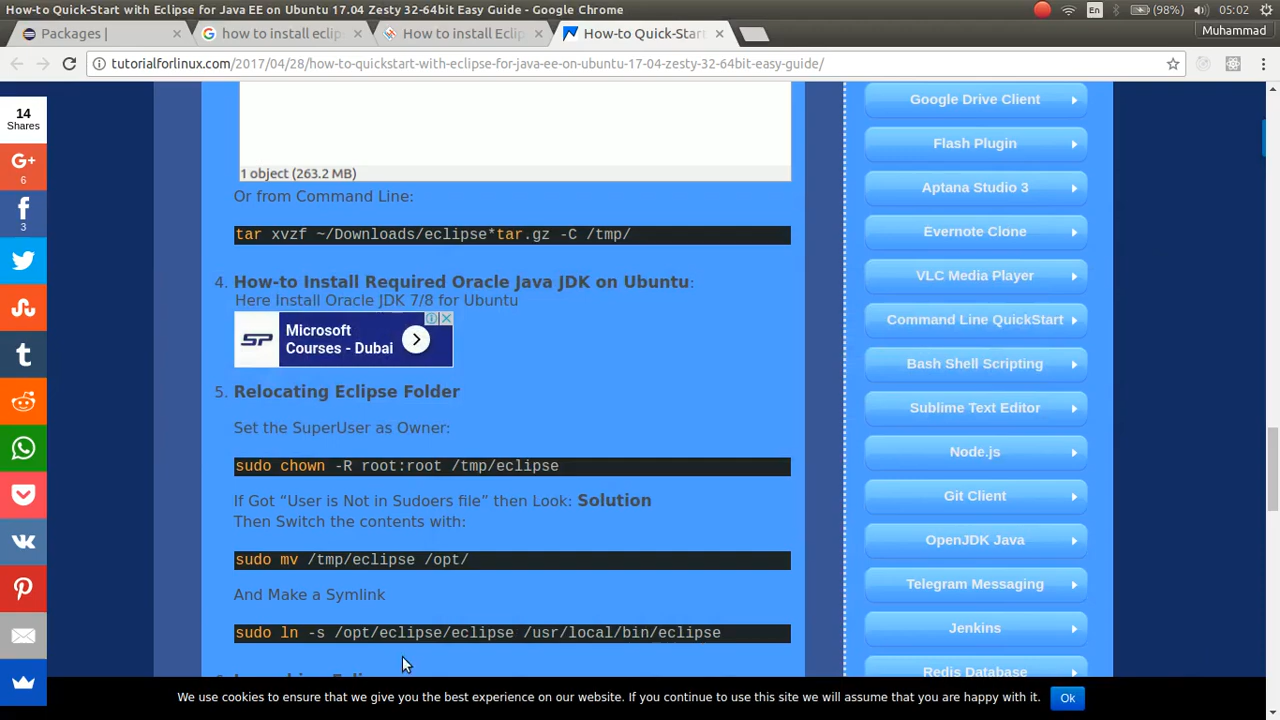 How-to Quick-Start with Eclipse for Java EE on Ubuntu 17.04 Zesty 32-64bit Easy Guide - Google Chrome
En
(98%)
05:02
Packages |
how to install eclip
How to install Ecli
How-to Quick-Star
Muhammad
tutorialforlinux.com/2017/04/28/how-to-quickstart-with-eclipse-for-java-ee-on-ubuntu-17-04-zesty-32-64bit-easy-guide/
14
Shares
G+
6
3
1 object (263.2 MB)
Or from Command Line:
tar xvzf ~/Downloads/eclipse*tar.gz -C /tmp/
4. How-to Install Required Oracle Java JDK on Ubuntu:
Here Install Oracle JDK 7/8 for Ubuntu
SP
Microsoft
Courses - Dubai
5. Relocating Eclipse Folder
Set the SuperUser as Owner:
sudo chown -R root:root /tmp/eclipse
If Got “User is Not in Sudoers file” then Look: Solution
Then Switch the contents with:
sudo mv /tmp/eclipse /opt/
And Make a Symlink
sudo ln -s /opt/eclipse/eclipse /usr/local/bin/eclipse
Google Drive Client
Flash Plugin
Aptana Studio 3
Evernote Clone
VLC Media Player
Command Line QuickStart
Bash Shell Scripting
Sublime Text Editor
Node.js
Git Client
OpenJDK Java
Telegram Messaging
Jenkins
Redis Database
We use cookies to ensure that we give you the best experience on our website. If you continue to use this site we will assume that you are happy with it.
Ok